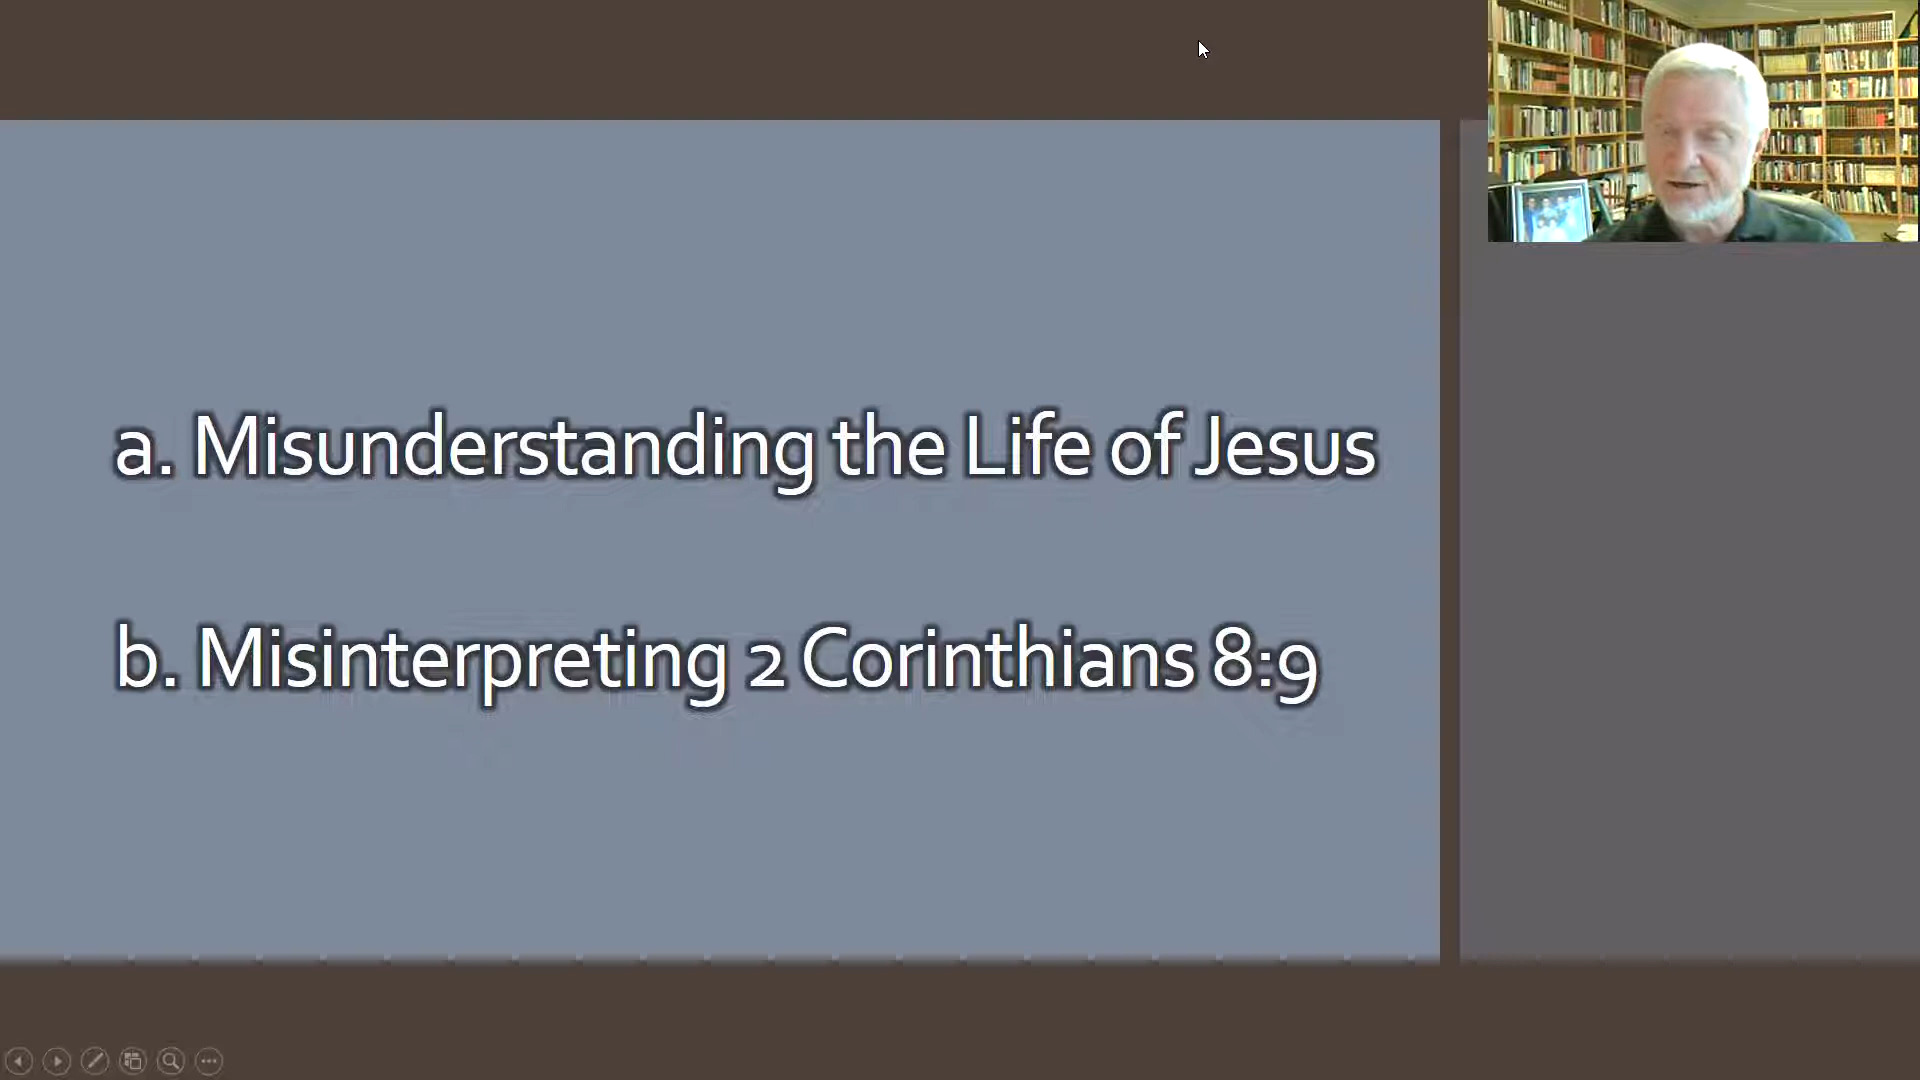 a. Misunderstanding the Life of Jesus
b. Misinterpreting 2 Corinthians 8:9